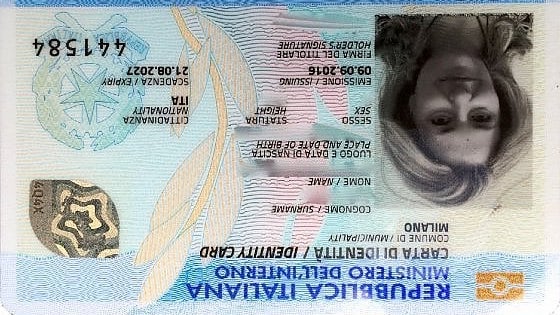 REPUBBLICA ITALIANA
MINISTERO DELL'INTERNO
CARTA DI IDENTITÀ / IDENTITY CARD
COMUNE DI / MUNICIPALITY
MILANO
COGNOME / SURNAME
NOME / NAME
LUOGO E DATA DI NASCITA
PLACE AND DATE OF BIRTH
SESSO STATURA CITTADINANZA
SEX HEIGHT NATIONALITY
ITA
EMISSIONE / ISSUING SCADENZA / EXPIRY
09.09.2016 21.08.2027
FIRMA DEL TITOLARE
HOLDER'S SIGNATURE
441584